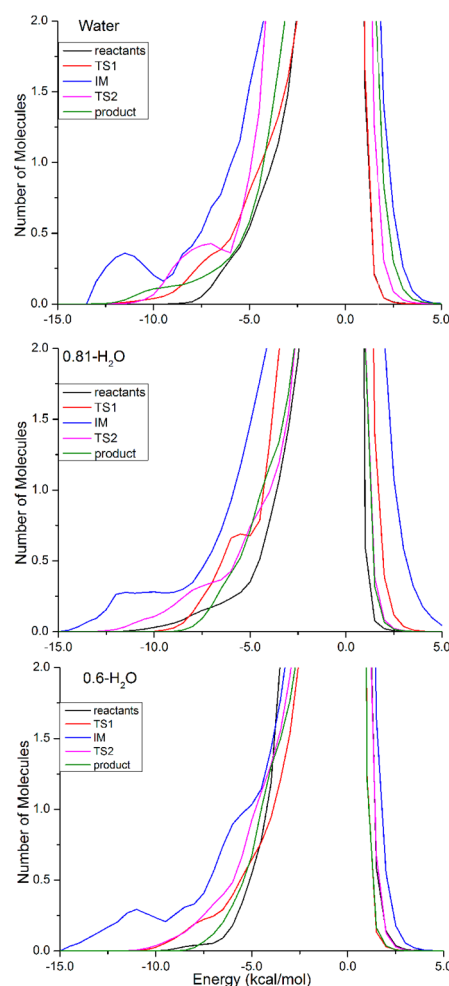 Water
reactants
TS1
IM
TS2
product
Number of Molecules
2.0
1.5
1.0
0.5
0.0
-15.0 -10.0 -5.0 0.0 5.0
0.81-H₂O
reactants
TS1
IM
TS2
product
Number of Molecules
2.0
1.5
1.0
0.5
0.0
-15.0 -10.0 -5.0 0.0 5.0
0.6-H₂O
reactants
TS1
IM
TS2
product
Number of Molecules
2.0
1.5
1.0
0.5
0.0
-15.0 -10.0 -5.0 0.0 5.0
Energy (kcal/mol)